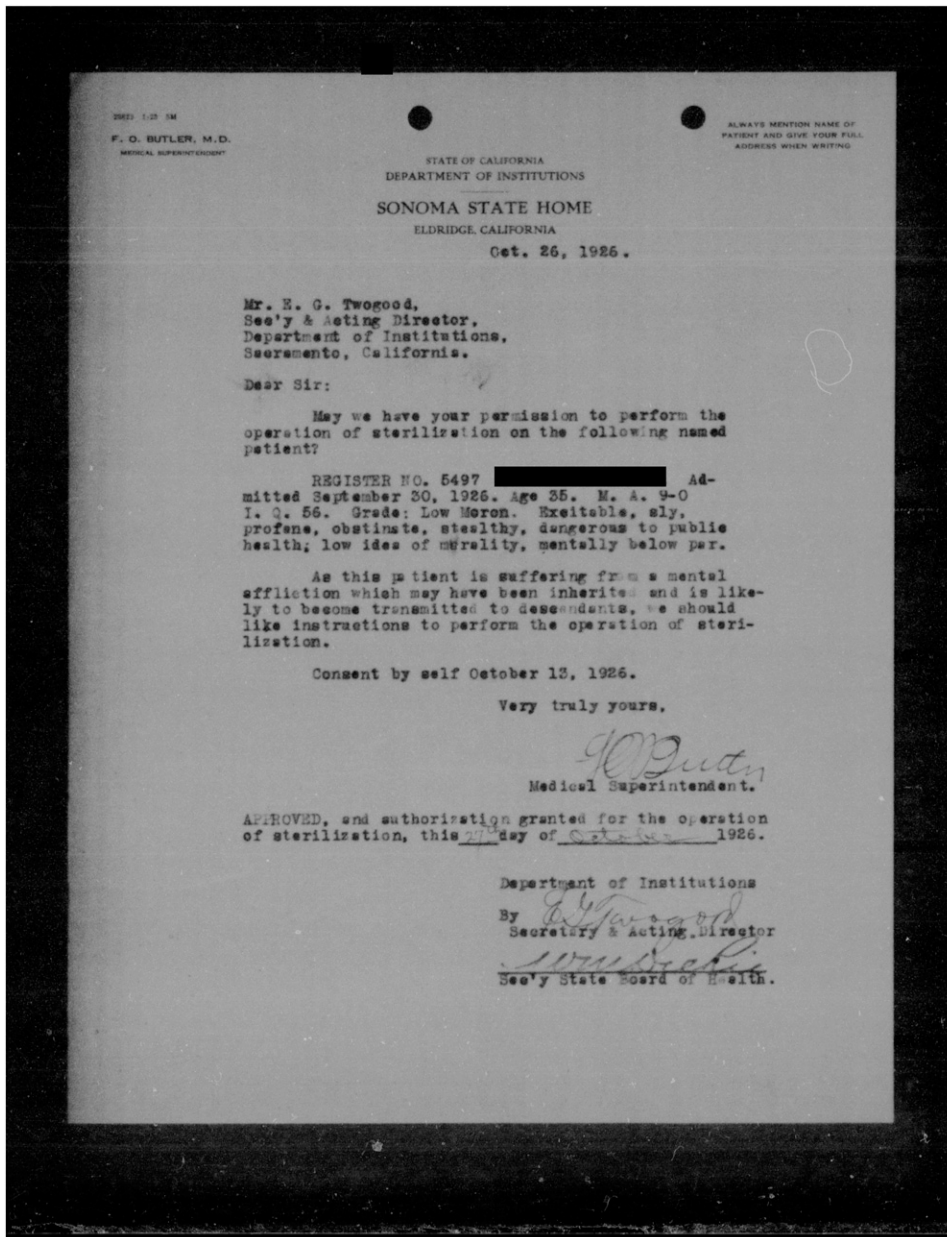 F. O. BUTLER, M.D.
MEDICAL SUPERINTENDENT
ALWAYS MENTION NAME OF
PATIENT AND GIVE YOUR FULL
ADDRESS WHEN WRITING
STATE OF CALIFORNIA
DEPARTMENT OF INSTITUTIONS
SONOMA STATE HOME
ELDRIDGE, CALIFORNIA
Oct. 26, 1926.
Mr. E. G. Twogood,
Sec'y & Acting Director,
Department of Institutions,
Sacramento, California.
Dear Sir:
May we have your permission to perform the
operation of sterilization on the following named
patient?
REGISTER NO. 5497 Ad-
mitted September 30, 1926. Age 35. M. A. 9-0
I. Q. 56. Grade: Low Moron. Excitable, sly,
profane, obstinate, stealthy, dangerous to public
health; low idea of morality, mentally below par.
As this patient is suffering from a mental
affliction which may have been inherited and is like-
ly to become transmitted to descendants, we should
like instructions to perform the operation of steri-
lization.
Consent by self October 13, 1926.
Very truly yours,
F O Butler
Medical Superintendent.
APPROVED, and authorization granted for the operation
of sterilization, this 27 day of October 1926.
Department of Institutions
By E G Twogood
Secretary & Acting Director
Sec'y State Board of Health.